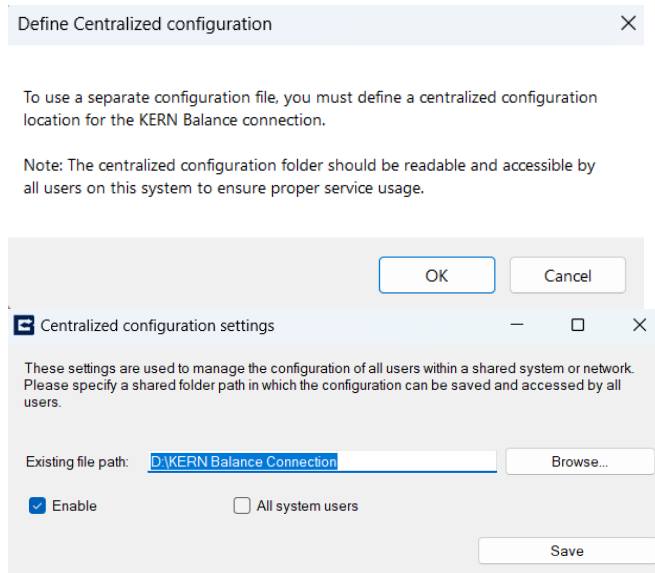 Define Centralized configuration
To use a separate configuration file, you must define a centralized configuration
location for the KERN Balance connection.
Note: The centralized configuration folder should be readable and accessible by
all users on this system to ensure proper service usage.
OK
Cancel
Centralized configuration settings
These settings are used to manage the configuration of all users within a shared system or network.
Please specify a shared folder path in which the configuration can be saved and accessed by all
users.
Existing file path:
D:\KERN Balance Connection
Browse...
Enable
All system users
Save